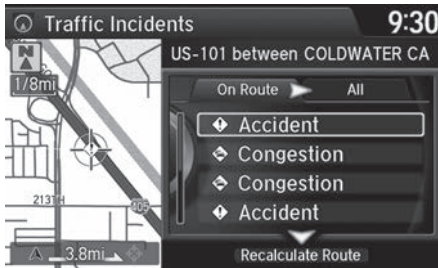 Traffic Incidents 9:30
US-101 between COLDWATER CA
N
1/8mi
On Route All
Accident
Congestion
Congestion
Accident
213TH
405
3.8mi
Recalculate Route